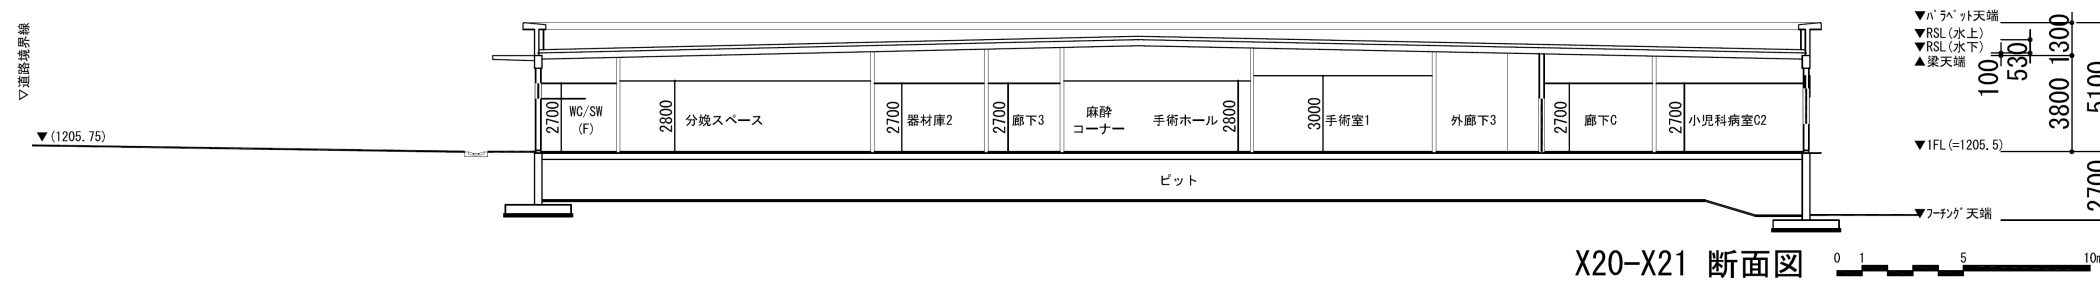 ▽道路境界線
▼(1205.75)
2700
WC/SW
(F)
2800
分娩スペース
2700
器材庫2
2700
廊下3
麻酔
コーナー
手術ホール
2800
3000
手術室1
外廊下3
2700
廊下C
2700
小児科病室C2
ピット
▼パラペット天端
▼RSL(水上)
▼RSL(水下)
▲梁天端
▼1FL(=1205.5)
▼フーチング天端
100
530
1300
3800
5100
2700
X20-X21 断面図
0 1 5 10m